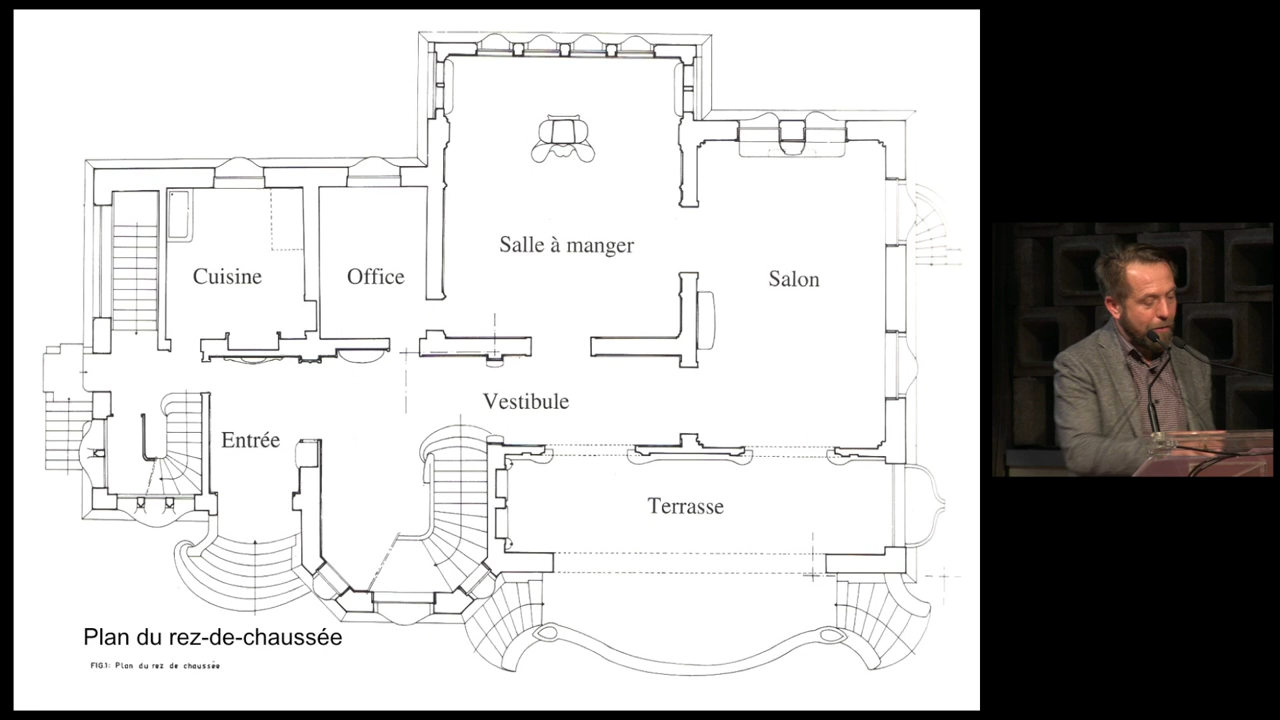 Salle à manger
Cuisine
Office
Salon
Vestibule
Entrée
Terrasse
Plan du rez-de-chaussée
FIG.1: Plan du rez de chaussée